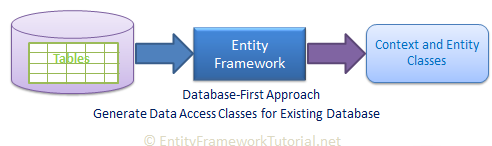 Tables
Entity
Framework
Context and Entity
Classes
Database-First Approach
Generate Data Access Classes for Existing Database
© EntityFrameworkTutorial.net